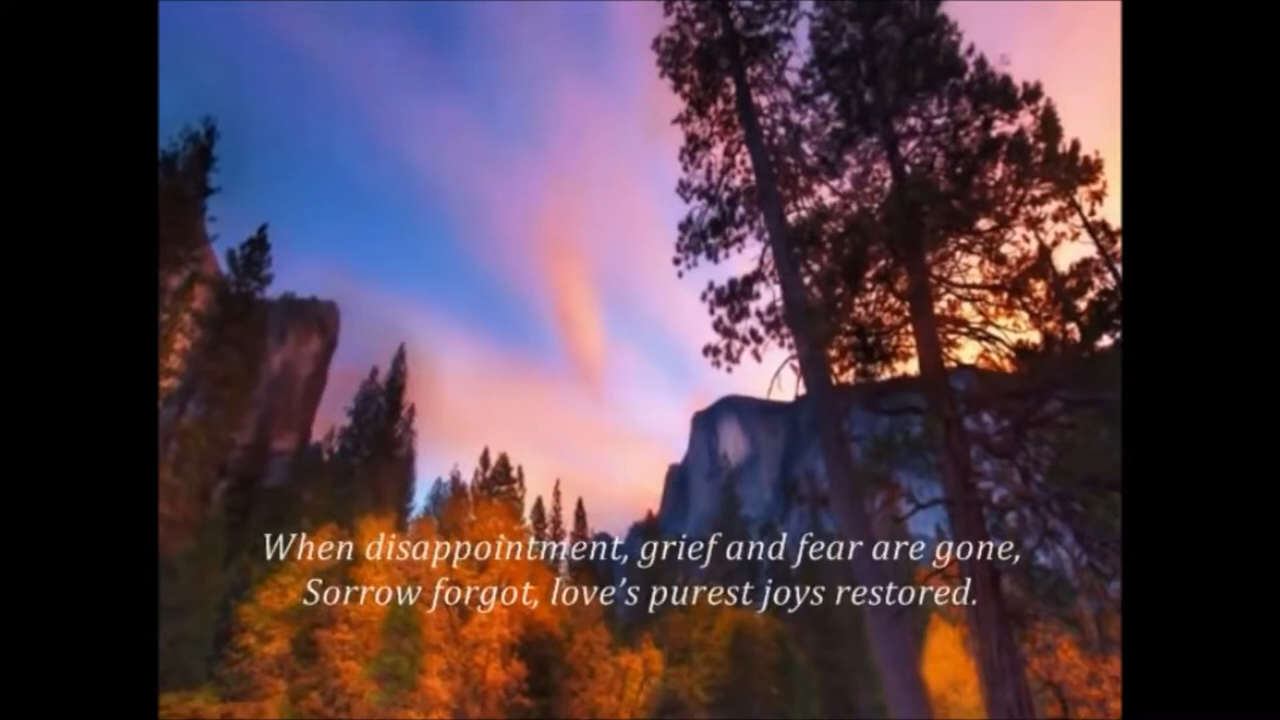 When disappointment, grief and fear are gone,
Sorrow forgot, love’s purest joys restored.